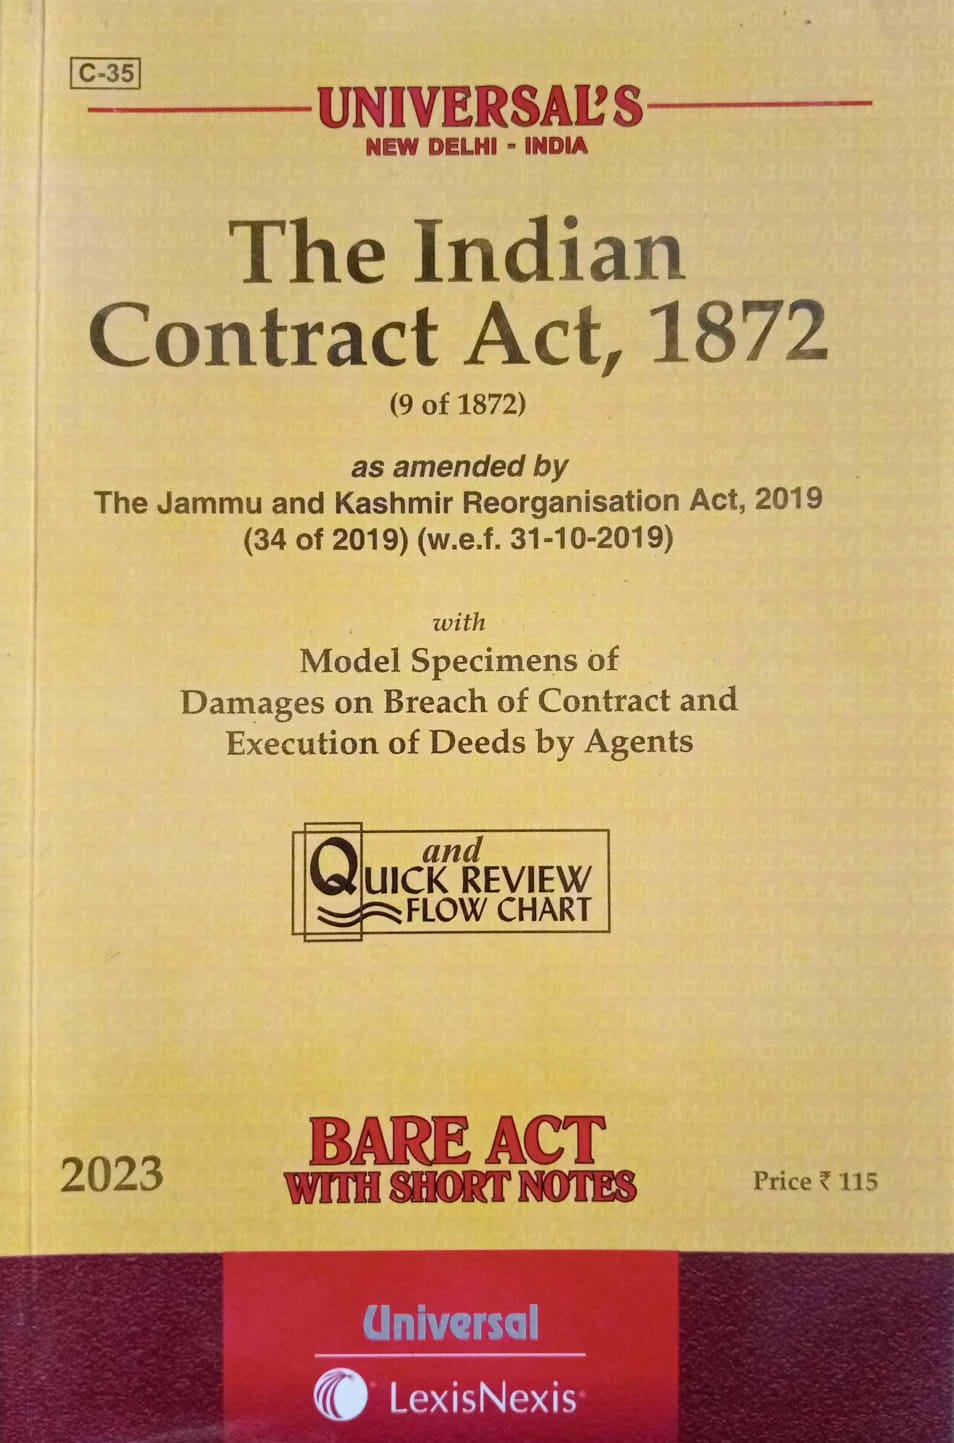 C-35
UNIVERSAL'S
NEW DELHI - INDIA
The Indian
Contract Act, 1872
(9 of 1872)
as amended by
The Jammu and Kashmir Reorganisation Act, 2019
(34 of 2019) (w.e.f. 31-10-2019)
with
Model Specimens of
Damages on Breach of Contract and
Execution of Deeds by Agents
and
QUICK REVIEW
FLOW CHART
BARE ACT
WITH SHORT NOTES
2023
Price ₹ 115
Universal
LexisNexis